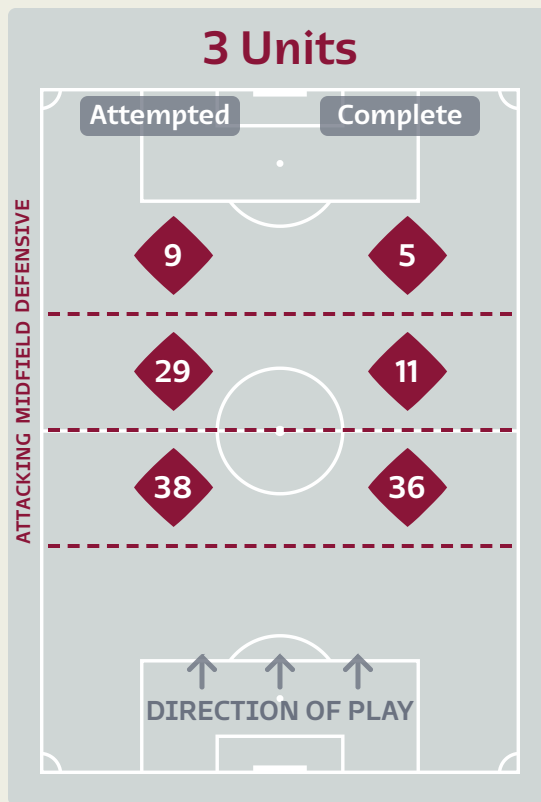 3 Units
Attempted
Complete
ATTACKING MIDFIELD DEFENSIVE
9
5
29
11
38
36
DIRECTION OF PLAY